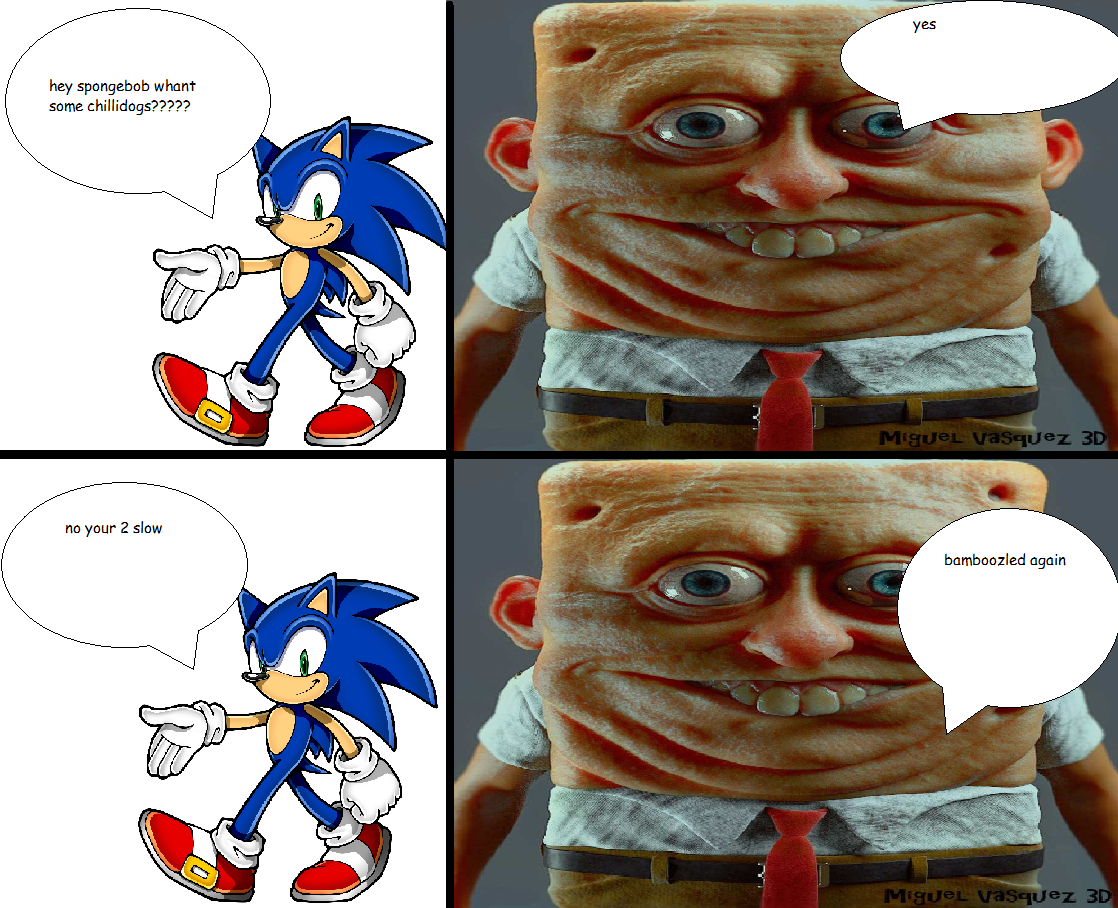 hey spongebob whant
some chillidogs?????
yes
Miguel Vasquez 3D
no your 2 slow
bamboozled again
Miguel Vasquez 3D